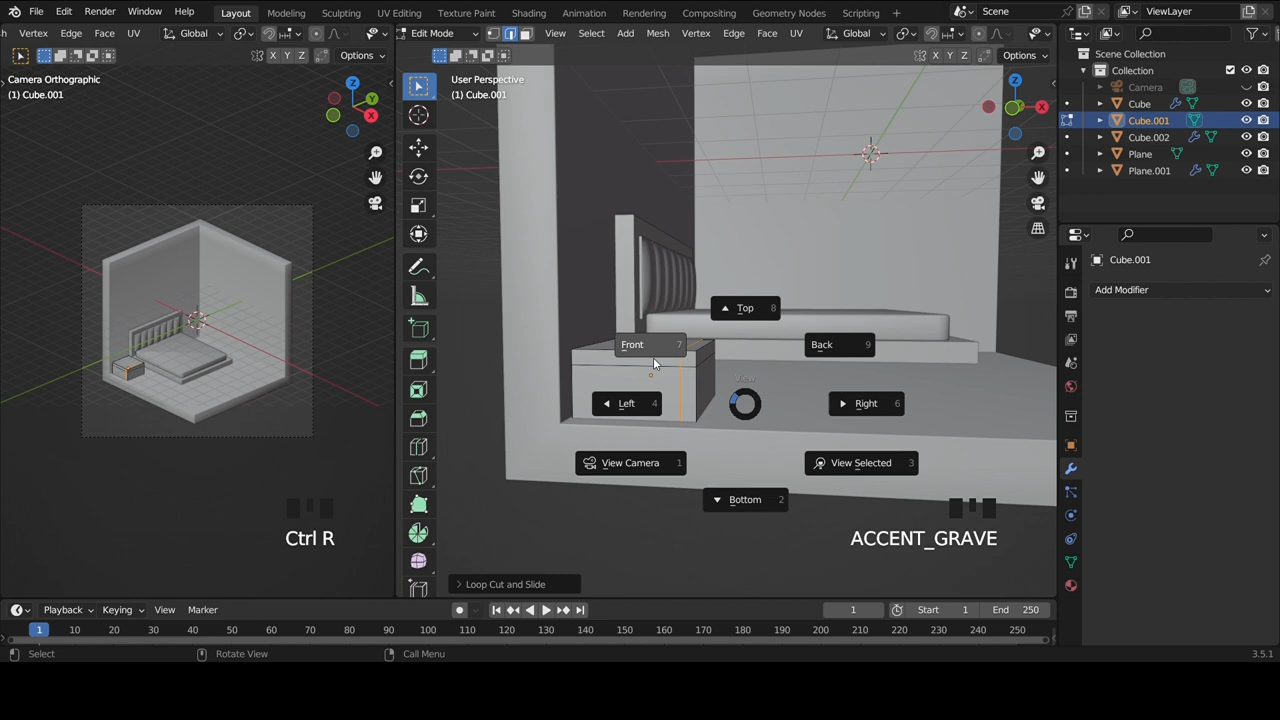 File Edit Render Window Help Layout Modeling Sculpting UV Editing Texture Paint Shading Animation Rendering Compositing Geometry Nodes Scripting Scene ViewLayer
Vertex Edge Face UV Global Edit Mode View Select Add Mesh Vertex Edge Face UV Global
X Y Z Options X Y Z Options
Camera Orthographic
(1) Cube.001
User Perspective
(1) Cube.001
Z Y X
Z X
Scene Collection
Collection
Camera
Cube
Cube.001
Cube.002
Plane
Plane.001
Cube.001
Add Modifier
Top 8
Front 7
Back 9
View
Left 4
Right 6
View Camera 1
View Selected 3
Bottom 2
Ctrl R
ACCENT_GRAVE
Loop Cut and Slide
Playback Keying View Marker 1 Start 1 End 250
1 10 20 30 40 50 60 70 80 90 100 110 120 130 140 150 160 170 180 190 200 210 220 230 240 250
Select Rotate View Call Menu 3.5.1